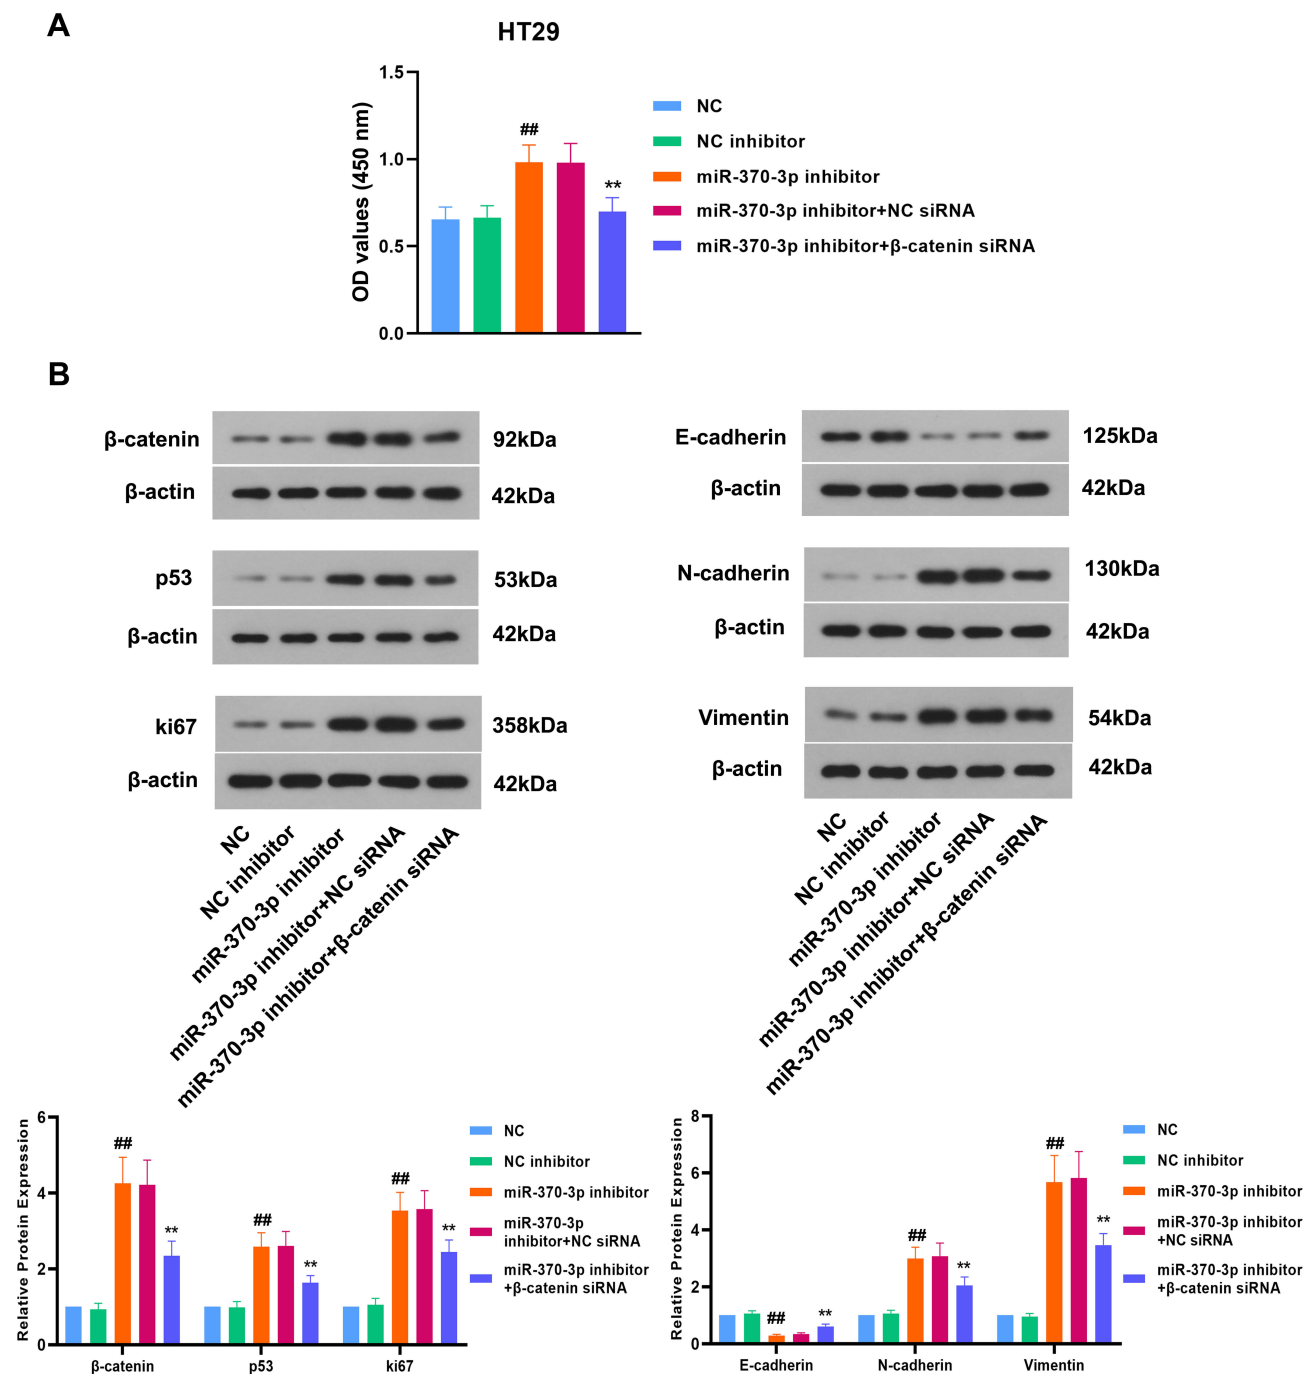 A
HT29
OD values (450 nm)
1.5
1.0
0.5
0.0
##
**
NC
NC inhibitor
miR-370-3p inhibitor
miR-370-3p inhibitor+NC siRNA
miR-370-3p inhibitor+β-catenin siRNA
B
β-catenin
92kDa
β-actin
42kDa
p53
53kDa
β-actin
42kDa
ki67
358kDa
β-actin
42kDa
NC
NC inhibitor
miR-370-3p inhibitor
miR-370-3p inhibitor+NC siRNA
miR-370-3p inhibitor+β-catenin siRNA
E-cadherin
125kDa
β-actin
42kDa
N-cadherin
130kDa
β-actin
42kDa
Vimentin
54kDa
β-actin
42kDa
NC
NC inhibitor
miR-370-3p inhibitor
miR-370-3p inhibitor+NC siRNA
miR-370-3p inhibitor+β-catenin siRNA
Relative Protein Expression
6
4
2
0
##
**
##
**
##
**
β-catenin
p53
ki67
NC
NC inhibitor
miR-370-3p inhibitor
miR-370-3p
inhibitor+NC siRNA
miR-370-3p inhibitor
+β-catenin siRNA
Relative Protein Expression
8
6
4
2
0
##
**
##
**
##
**
E-cadherin
N-cadherin
Vimentin
NC
NC inhibitor
miR-370-3p inhibitor
miR-370-3p inhibitor
+NC siRNA
miR-370-3p inhibitor
+β-catenin siRNA